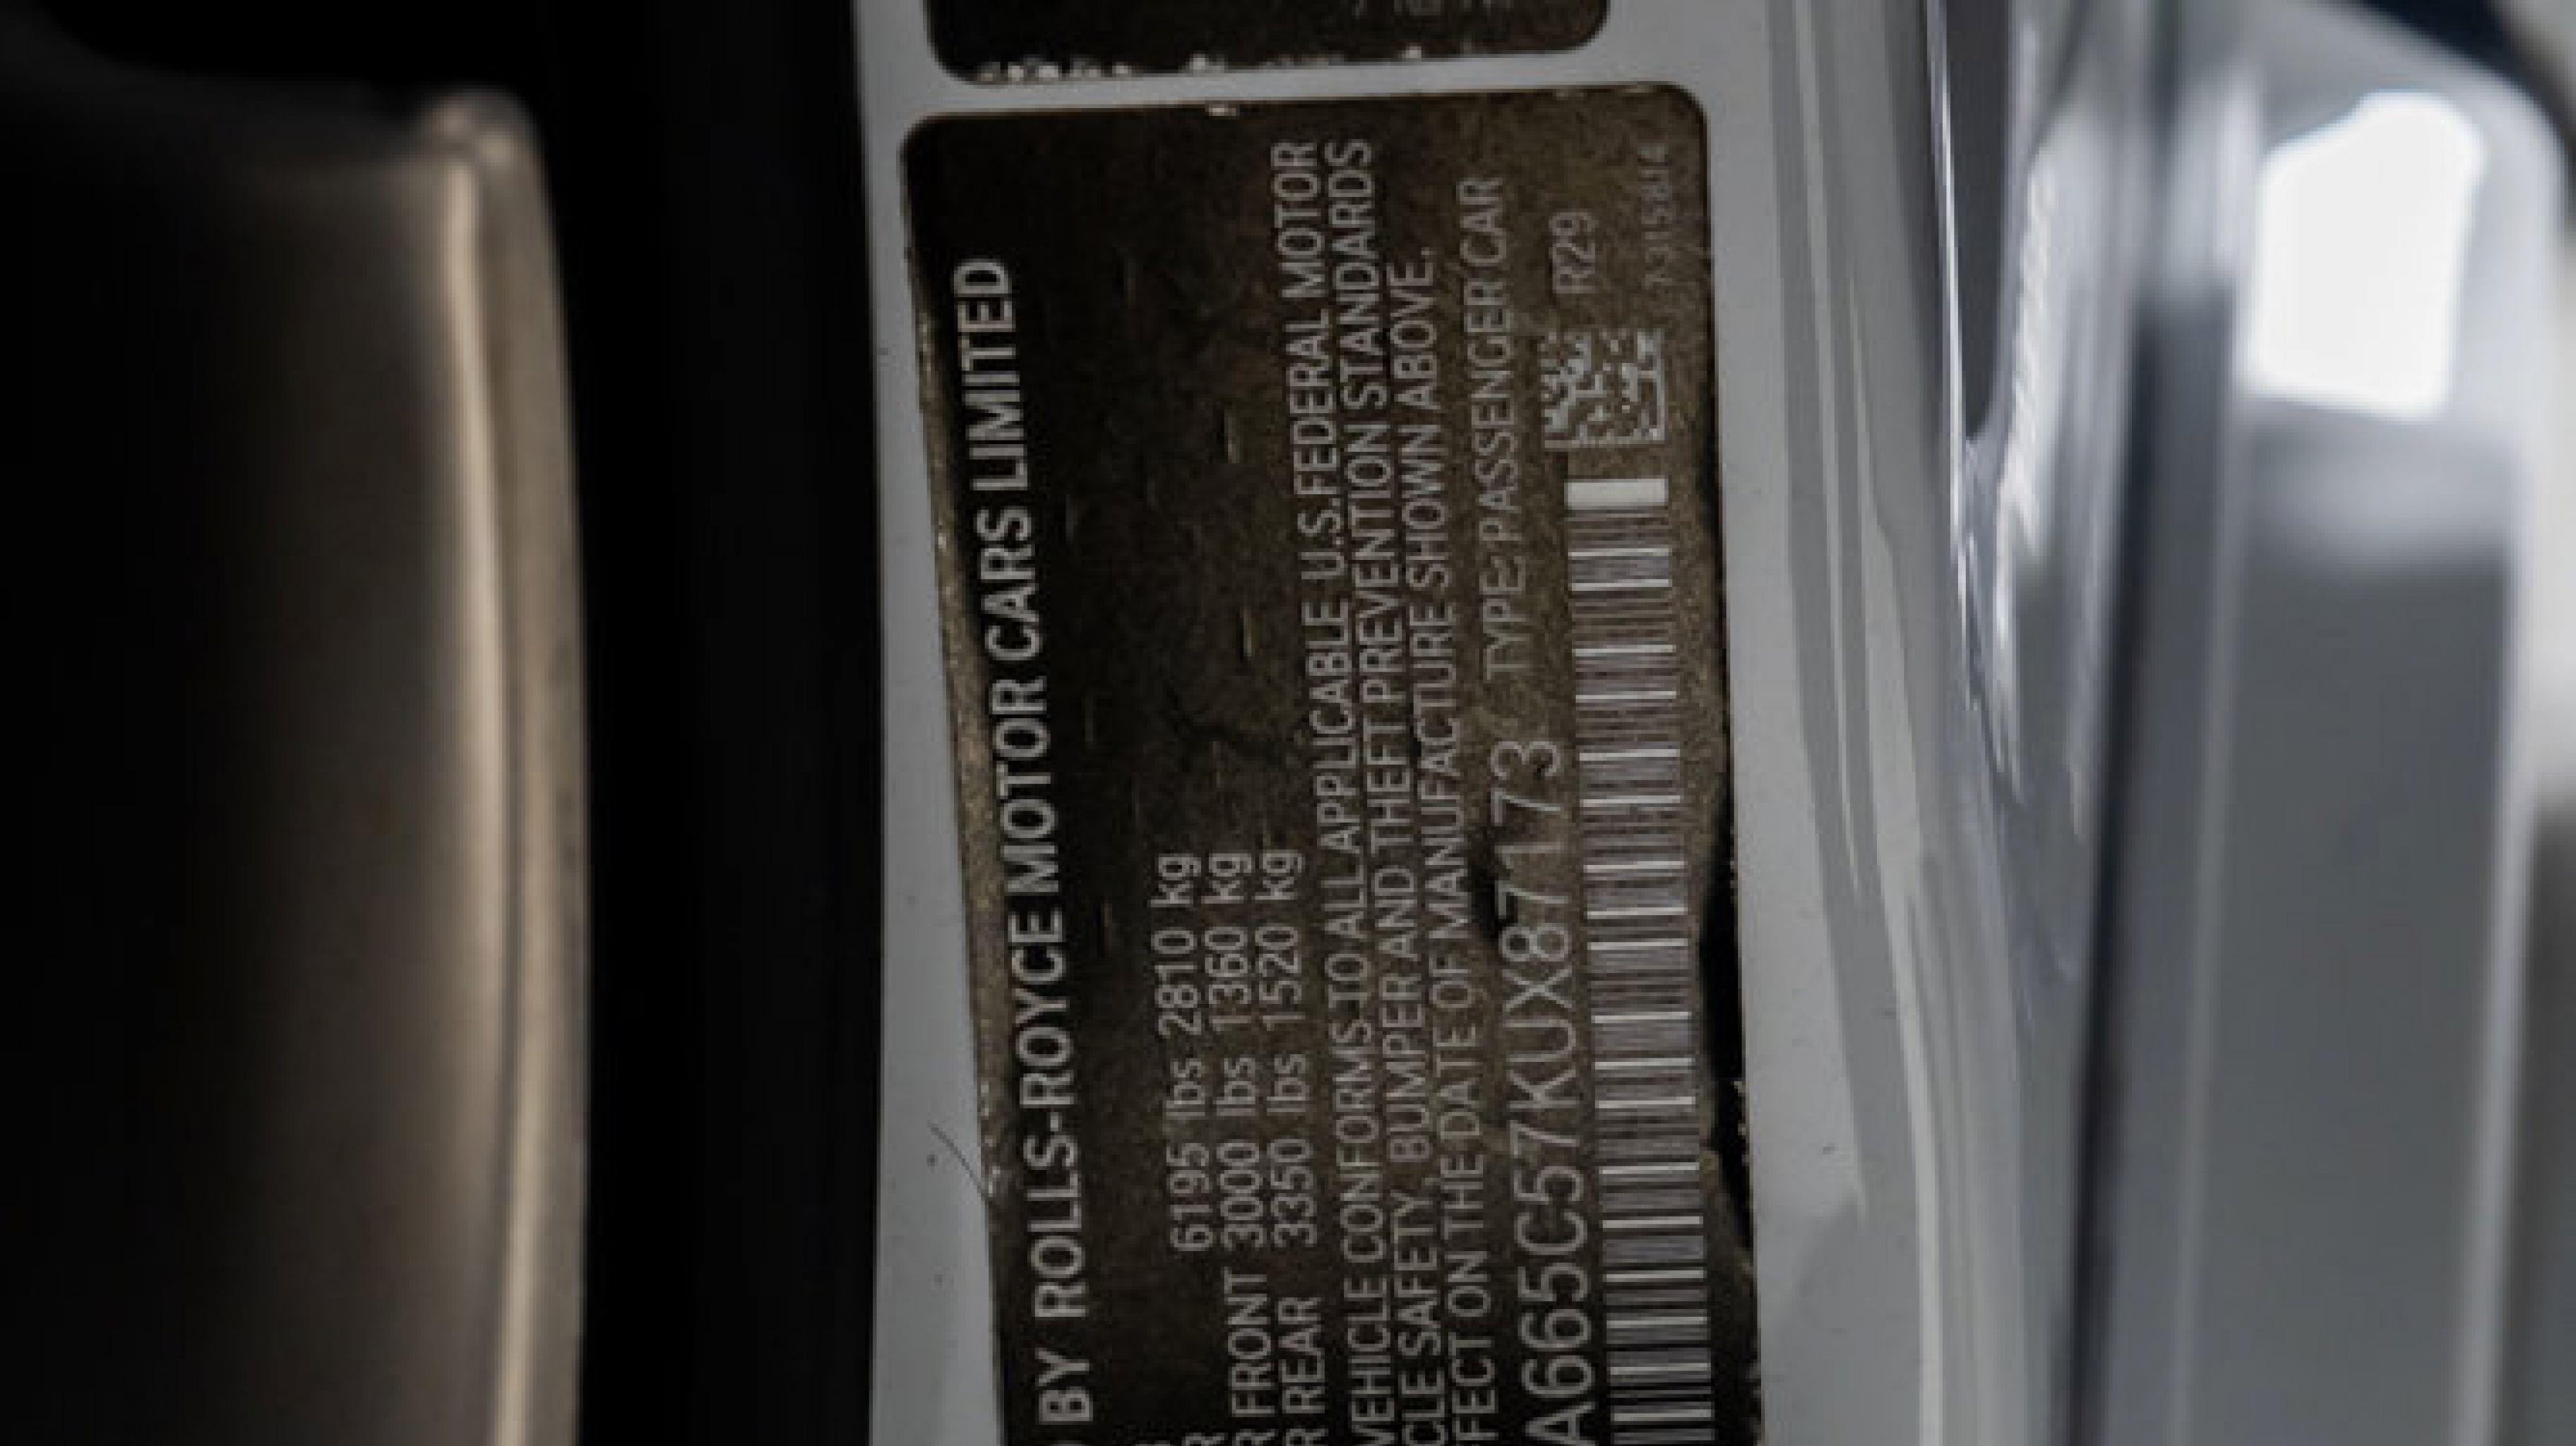 BY ROLLS-ROYCE MOTOR CARS LIMITED
R 6195 lbs 2810 kg
R FRONT 3000 lbs 1360 kg
R REAR 3350 lbs 1520 kg
VEHICLE CONFORMS TO ALL APPLICABLE U.S.FEDERAL MOTOR
CLE SAFETY, BUMPER AND THEFT PREVENTION STANDARDS
FFECT ON THE DATE OF MANUFACTURE SHOWN ABOVE.
A665C57KUX87173 TYPE: PASSENGER CAR
R29